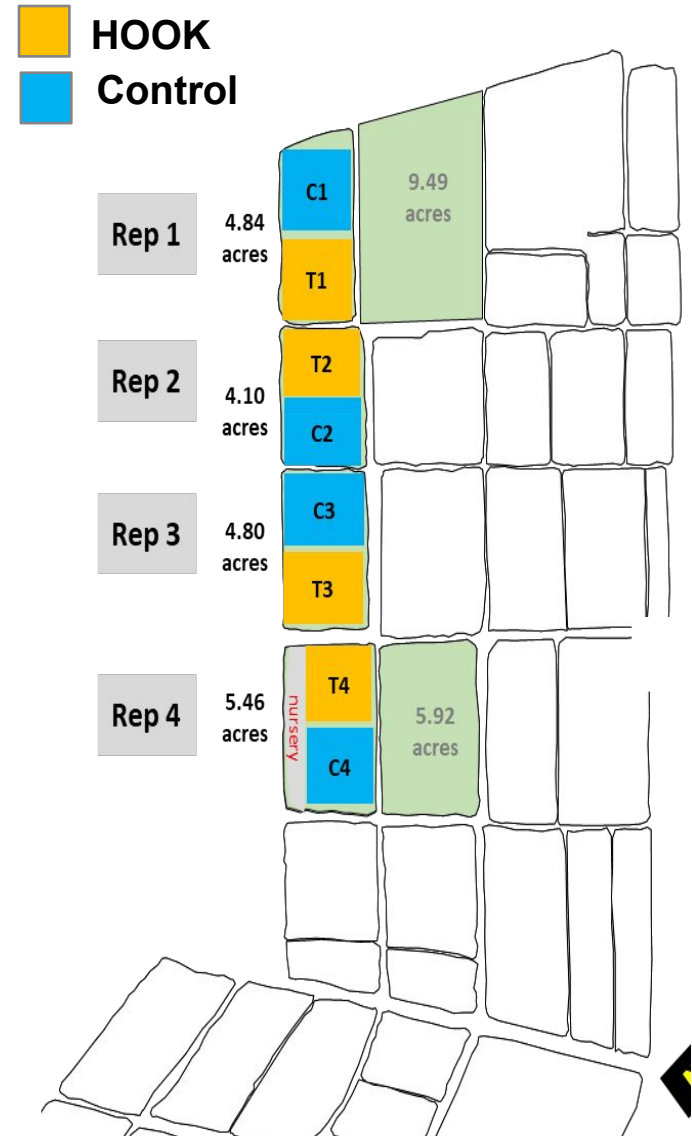 HOOK
Control
Rep 1
4.84
acres
C1
T1
9.49
acres
Rep 2
4.10
acres
T2
C2
Rep 3
4.80
acres
C3
T3
Rep 4
5.46
acres
nursery
T4
C4
5.92
acres